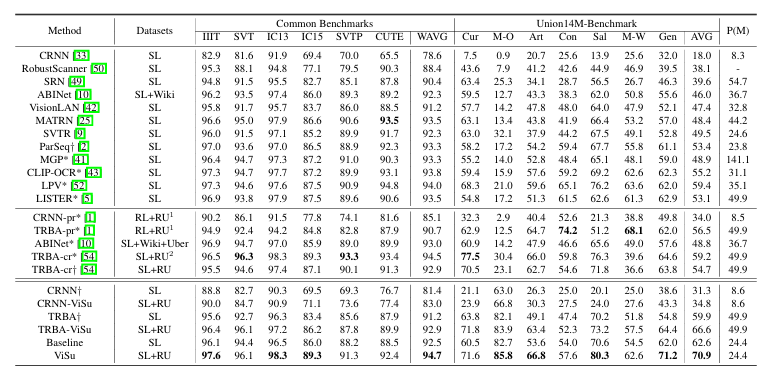 Method Datasets Common Benchmarks Union14M-Benchmark P(M)
IIIT SVT IC13 IC15 SVTP CUTE WAVG Cur M-O Art Con Sal M-W Gen AVG
CRNN [33] SL 82.9 81.6 91.9 69.4 70.0 65.5 78.6 7.5 0.9 20.7 25.6 13.9 25.6 32.0 18.0 8.3
RobustScanner [50] SL 95.3 88.1 94.8 77.1 79.5 90.3 88.4 43.6 7.9 41.2 42.6 44.9 46.9 39.5 38.1 -
SRN [49] SL 94.8 91.5 95.5 82.7 85.1 87.8 90.4 63.4 25.3 34.1 28.7 56.5 26.7 46.3 39.6 54.7
ABINet [10] SL+Wiki 96.2 93.5 97.4 86.0 89.3 89.2 92.3 59.5 12.7 43.3 38.3 62.0 50.8 55.6 46.0 36.7
VisionLAN [42] SL 95.8 91.7 95.7 83.7 86.0 88.5 91.2 57.7 14.2 47.8 48.0 64.0 47.9 52.1 47.4 32.8
MATRN [25] SL 96.6 95.0 97.9 86.6 90.6 93.5 93.5 63.1 13.4 43.8 41.9 66.4 53.2 57.0 48.4 44.2
SVTR [9] SL 96.0 91.5 97.1 85.2 89.9 91.7 92.3 63.0 32.1 37.9 44.2 67.5 49.1 52.8 49.5 24.6
ParSeq† [2] SL 97.0 93.6 97.0 86.5 88.9 92.3 93.3 58.2 17.2 54.2 59.4 67.7 55.8 61.1 53.4 23.8
MGP* [41] SL 96.4 94.7 97.3 87.2 91.0 90.3 93.3 55.2 14.0 52.8 48.4 65.1 48.1 59.0 48.9 141.1
CLIP-OCR* [43] SL 97.3 94.7 97.7 87.2 89.9 93.1 93.8 59.4 15.9 57.6 59.2 69.2 62.6 62.3 55.2 31.1
LPV* [52] SL 97.3 94.6 97.6 87.5 90.9 94.8 94.0 68.3 21.0 59.6 65.1 76.2 63.6 62.0 59.4 35.1
LISTER* [5] SL 96.9 93.8 97.9 87.5 89.6 90.6 93.5 54.8 17.2 51.3 61.5 62.6 61.3 62.9 53.1 49.9
CRNN-pr* [1] RL+RU1 90.2 86.1 91.5 77.8 74.1 81.6 85.1 32.3 2.9 40.4 52.6 21.3 38.8 49.8 34.0 8.5
TRBA-pr* [1] RL+RU1 94.9 92.4 94.2 84.8 82.8 87.8 90.7 62.9 12.5 64.7 74.2 51.2 68.1 62.0 56.5 49.9
ABINet* [10] SL+Wiki+Uber 96.9 94.7 97.0 85.9 89.0 89.9 93.0 60.9 14.2 47.9 46.6 65.6 49.0 57.6 48.8 36.7
TRBA-cr* [54] SL+RU2 96.5 96.3 98.3 89.3 93.3 93.4 94.5 77.5 30.4 66.0 59.8 76.3 39.6 64.6 59.2 49.9
TRBA-cr† [54] SL+RU 95.5 94.6 97.4 87.1 90.1 91.3 92.9 70.5 23.1 62.7 54.6 71.8 36.6 63.8 54.7 49.9
CRNN† SL 88.8 82.7 90.3 69.5 69.3 76.7 81.4 21.1 63.0 26.3 25.0 20.1 25.0 38.6 31.3 8.6
CRNN-ViSu SL+RU 90.0 84.7 90.9 71.1 73.6 77.4 83.0 23.9 66.8 30.3 27.5 24.0 27.6 43.3 34.8 8.6
TRBA† SL 95.6 92.7 96.3 83.4 85.6 87.9 91.2 63.8 82.1 49.1 47.4 70.2 51.8 54.8 59.9 49.9
TRBA-ViSu SL+RU 96.4 96.1 97.2 86.2 87.8 89.9 92.9 71.8 83.9 63.4 52.3 73.2 57.5 64.4 66.6 49.9
Baseline SL 96.1 94.4 96.5 86.0 88.2 88.5 92.5 60.5 82.7 53.6 54.0 70.6 54.5 62.0 62.6 24.4
ViSu SL+RU 97.6 96.1 98.3 89.3 91.3 92.4 94.7 71.6 85.8 66.8 57.6 80.3 62.6 71.2 70.9 24.4